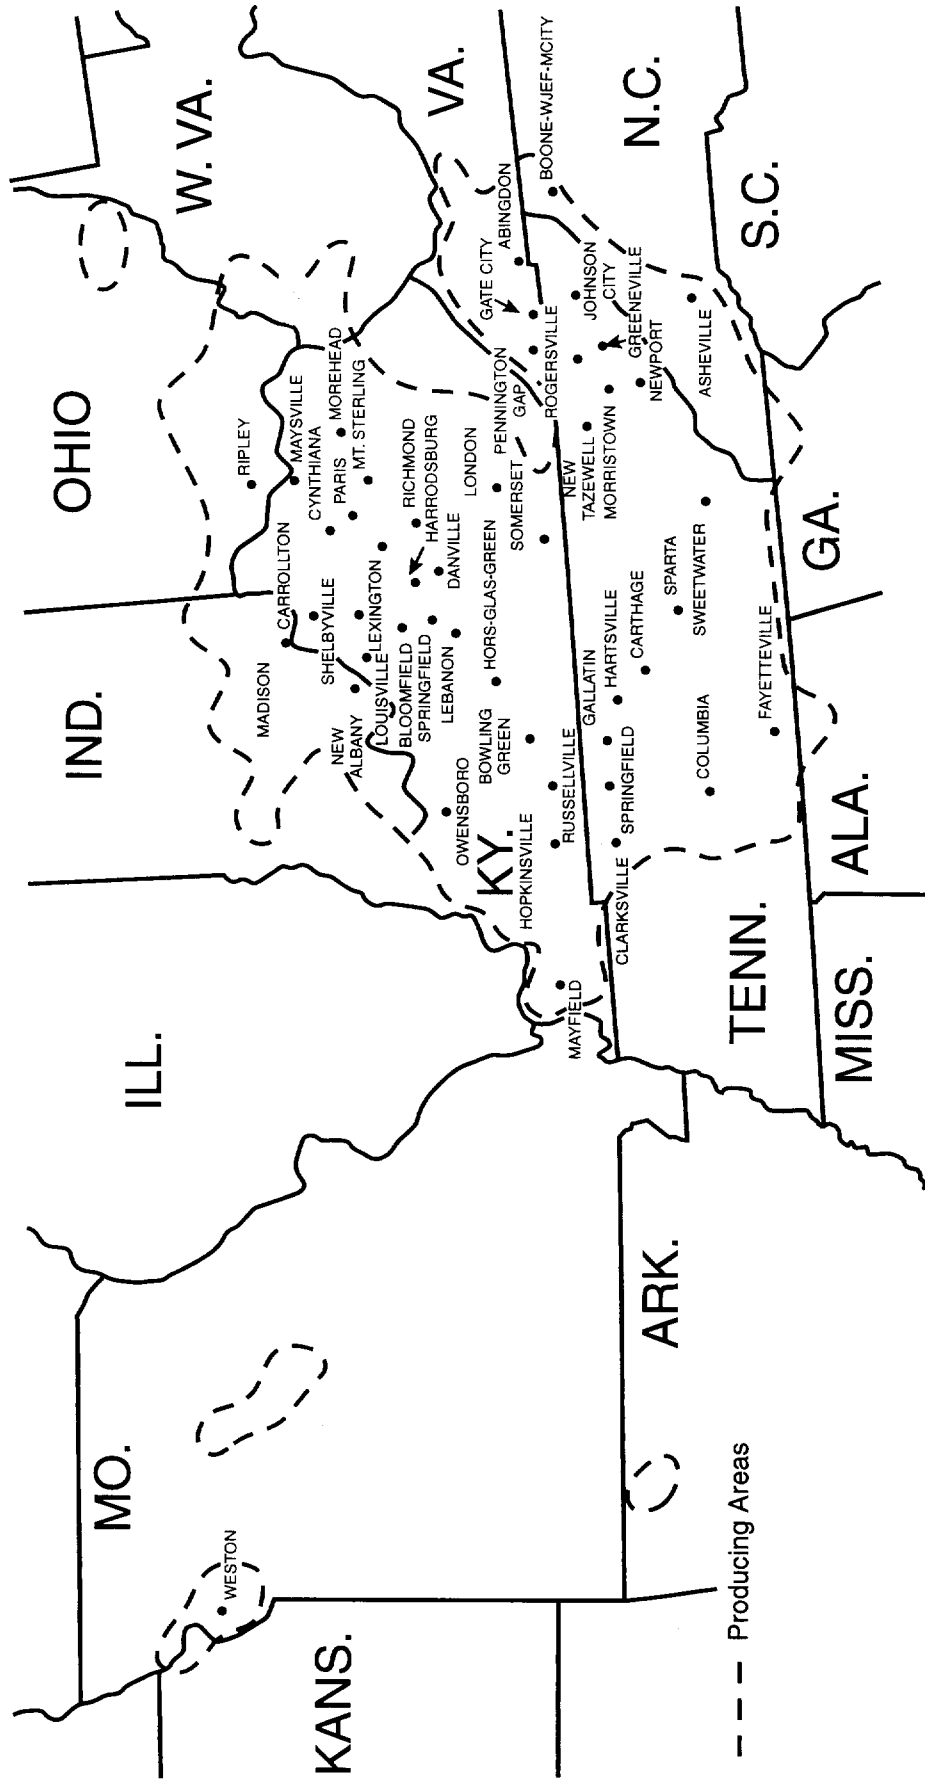 MO.
ILL.
IND.
OHIO
W. VA.
VA.
KANS.
KY.
ARK.
TENN.
N.C.
S.C.
MISS.
ALA.
GA.
WESTON
MADISON
CARROLLTON
RIPLEY
MAYSVILLE
CYNTHIANA
PARIS
MOREHEAD
MT. STERLING
SHELBYVILLE
NEW
ALBANY
LOUISVILLE
LEXINGTON
BLOOMFIELD
SPRINGFIELD
LEBANON
DANVILLE
HARRODSBURG
RICHMOND
LONDON
SOMERSET
HORS-GLAS-GREEN
BOWLING
GREEN
OWENSBORO
HOPKINSVILLE
RUSSELLVILLE
MAYFIELD
PENNINGTON
GAP
GATE CITY
ABINGDON
BOONE-WJEF-MCITY
ROGERSVILLE
JOHNSON
CITY
GREENEVILLE
NEWPORT
ASHEVILLE
NEW
TAZEWELL
MORRISTOWN
CLARKSVILLE
SPRINGFIELD
GALLATIN
HARTSVILLE
CARTHAGE
SPARTA
SWEETWATER
COLUMBIA
FAYETTEVILLE
Producing Areas